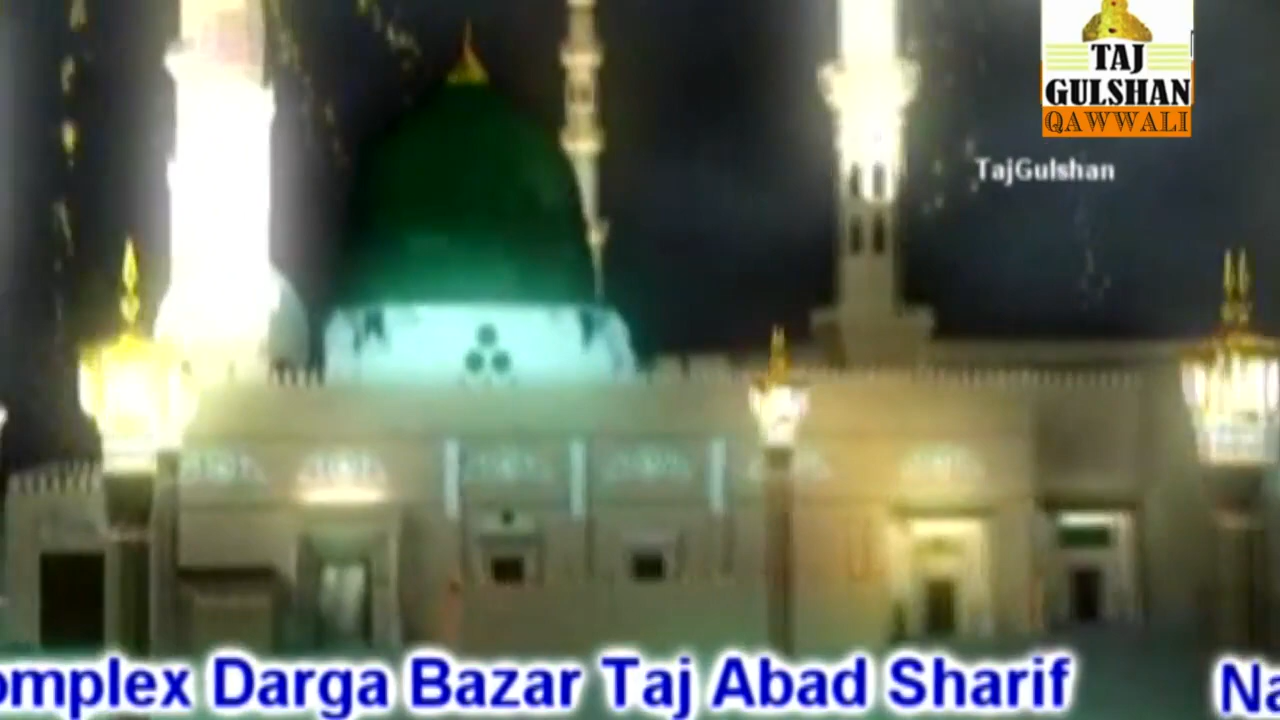 TAJ
GULSHAN
QAWWALI
TajGulshan
omplex Darga Bazar Taj Abad Sharif Na